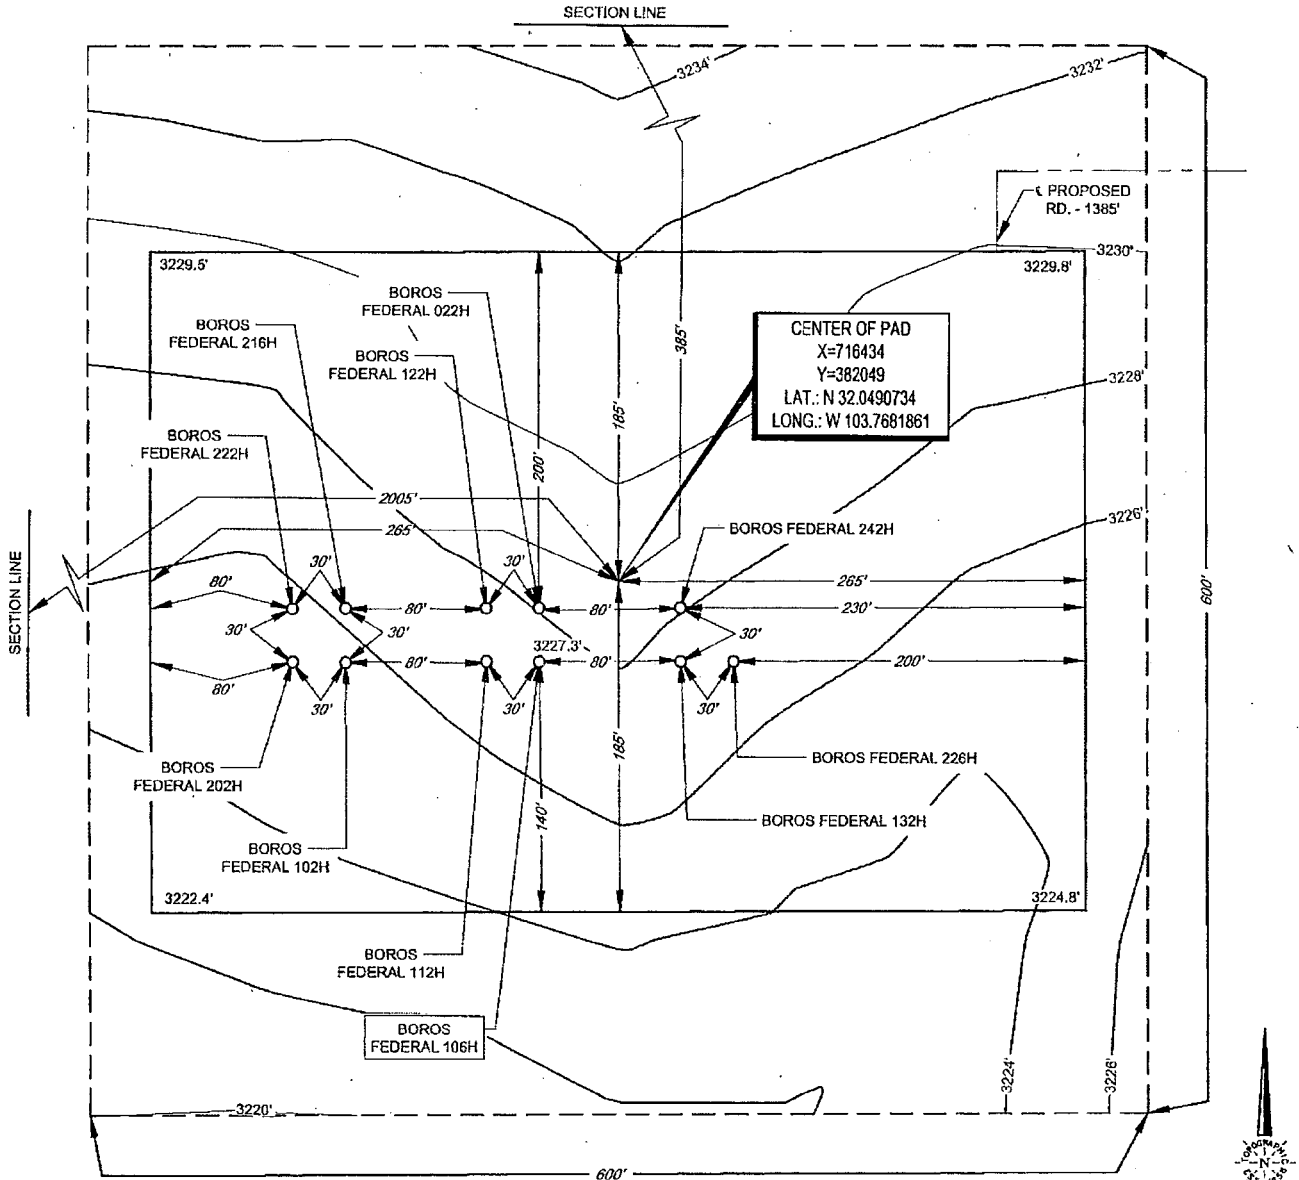 SECTION LINE
3234'
3232'
℄ PROPOSED
RD. - 1385'
3230'
3229.5'
3229.8'
BOROS
FEDERAL 022H
BOROS
FEDERAL 216H
BOROS
FEDERAL 122H
385'
CENTER OF PAD
X=716434
Y=382049
LAT.: N 32.0490734
LONG.: W 103.7681861
3228'
185'
200'
BOROS
FEDERAL 222H
2005'
265'
BOROS FEDERAL 242H
3226'
SECTION LINE
80'
30'
30'
265'
80'
80'
230'
600'
30'
30'
30'
3227.3'
80'
80'
80'
200'
30'
30'
30'
BOROS
FEDERAL 202H
185'
BOROS FEDERAL 226H
140'
BOROS FEDERAL 132H
BOROS
FEDERAL 102H
3222.4'
3224.8'
BOROS
FEDERAL 112H
BOROS
FEDERAL 106H
3224'
3226'
3220'
600'
TOPOGRAPHIC
N